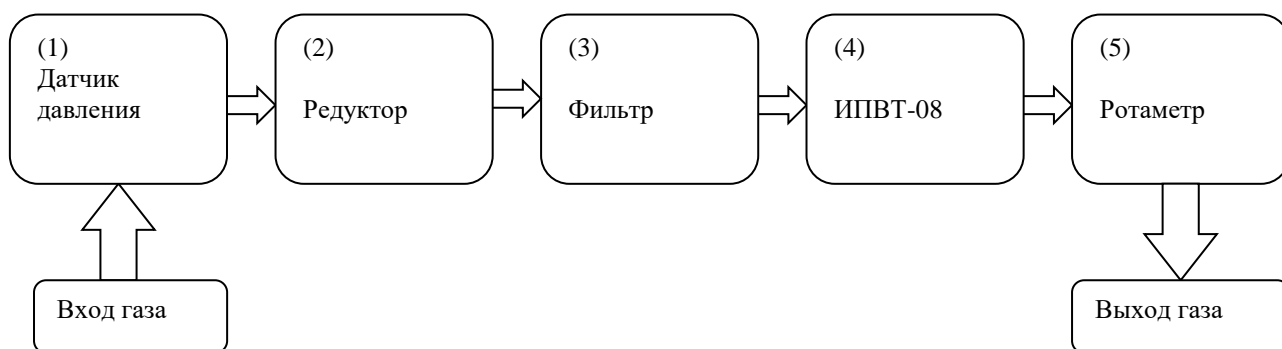 (1)
Датчик
давления
(2)
Редуктор
(3)
Фильтр
(4)
ИПВТ-08
(5)
Ротаметр
Вход газа
Выход газа